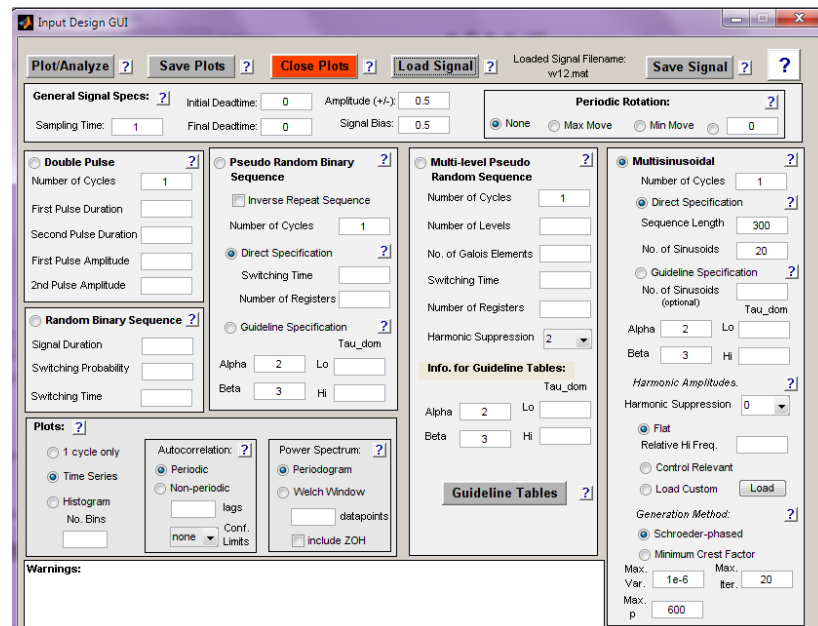 Input Design GUI
Plot/Analyze ? Save Plots ? Close Plots ? Load Signal ? Loaded Signal Filename: w12.mat Save Signal ? ?
General Signal Specs: ? Initial Deadtime: 0 Amplitude (+/-): 0.5
Sampling Time: 1 Final Deadtime: 0 Signal Bias: 0.5
Periodic Rotation: ?
None Max Move Min Move 0
Double Pulse ?
Number of Cycles 1
First Pulse Duration
Second Pulse Duration
First Pulse Amplitude
2nd Pulse Amplitude
Random Binary Sequence ?
Signal Duration
Switching Probability
Switching Time
Pseudo Random Binary ?
Sequence
Inverse Repeat Sequence
Number of Cycles 1
Direct Specification ?
Switching Time
Number of Registers
Guideline Specification ?
Tau_dom
Alpha 2 Lo
Beta 3 Hi
Multi-level Pseudo ?
Random Sequence
Number of Cycles 1
Number of Levels
No. of Galois Elements
Switching Time
Number of Registers
Harmonic Suppression 2
Info. for Guideline Tables:
Tau_dom
Alpha 2 Lo
Beta 3 Hi
Guideline Tables ?
Multisinusoidal ?
Number of Cycles 1
Direct Specification ?
Sequence Length 300
No. of Sinusoids 20
Guideline Specification ?
No. of Sinusoids
(optional) Tau_dom
Alpha 2 Lo
Beta 3 Hi
Harmonic Amplitudes. ?
Harmonic Suppression 0
Flat
Relative Hi Freq.
Control Relevant
Load Custom Load
Generation Method: ?
Schroeder-phased
Minimum Crest Factor
Max. Var. 1e-6 Max. Iter. 20
Max. p 600
Plots: ?
1 cycle only
Time Series
Histogram
No. Bins
Autocorrelation: ?
Periodic
Non-periodic
lags
none Conf. Limits
Power Spectrum: ?
Periodogram
Welch Window
datapoints
include ZOH
Warnings: